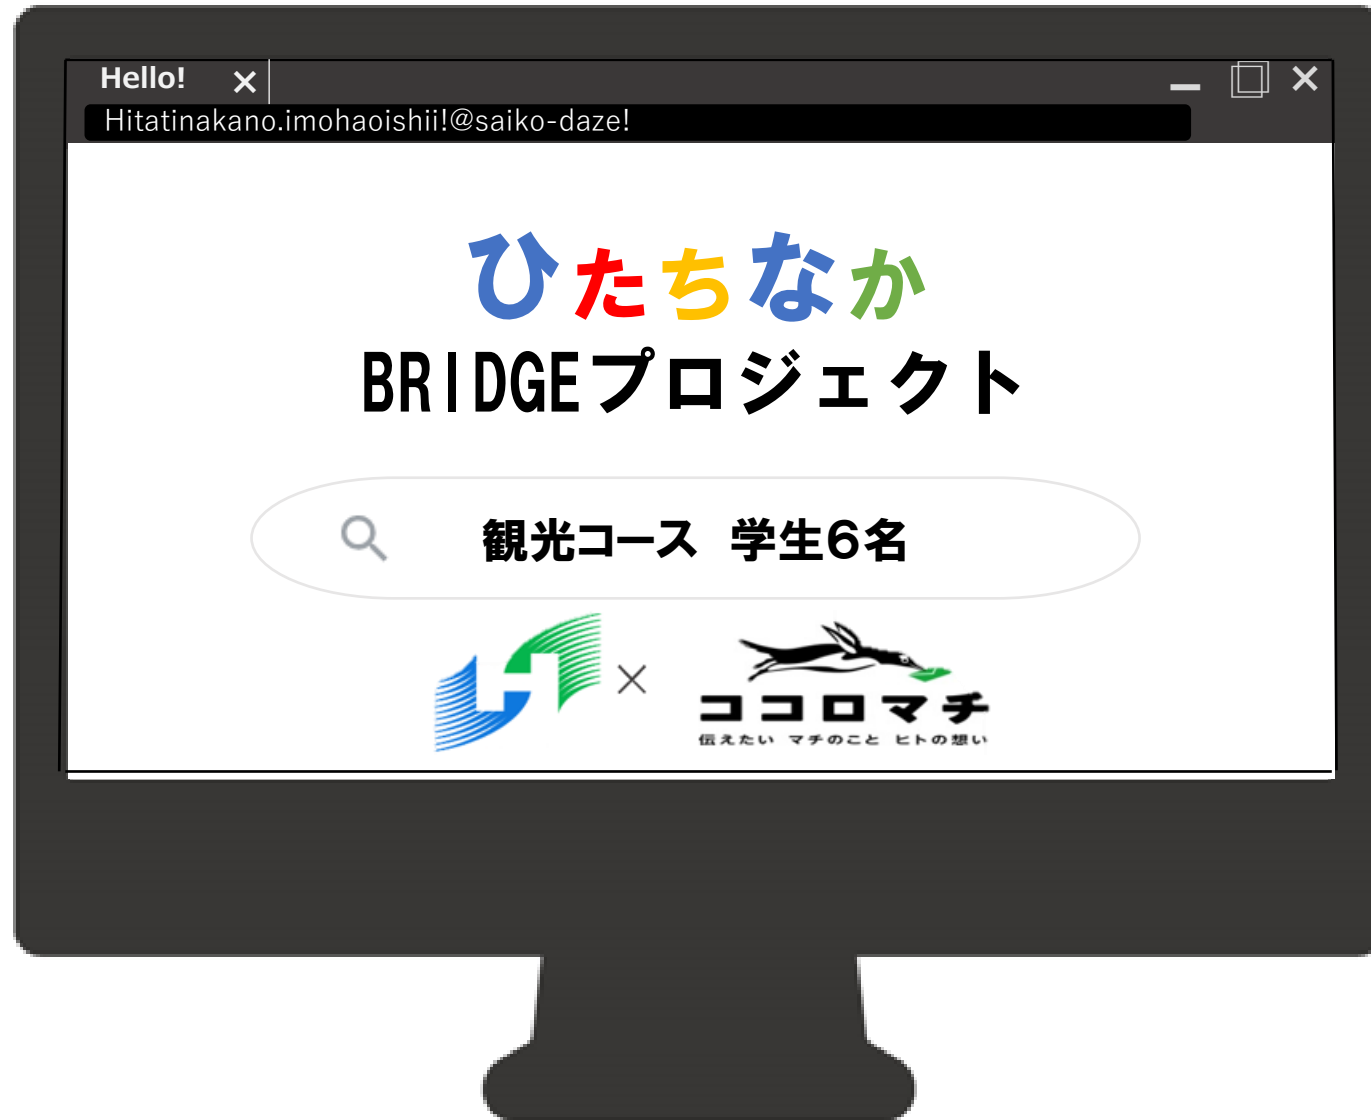 Hello!
Hitatinakano.imohaoishii!@saiko-daze!
ひたちなか
BRIDGEプロジェクト
観光コース 学生6名
×
ココロマチ
伝えたい マチのこと ヒトの想い